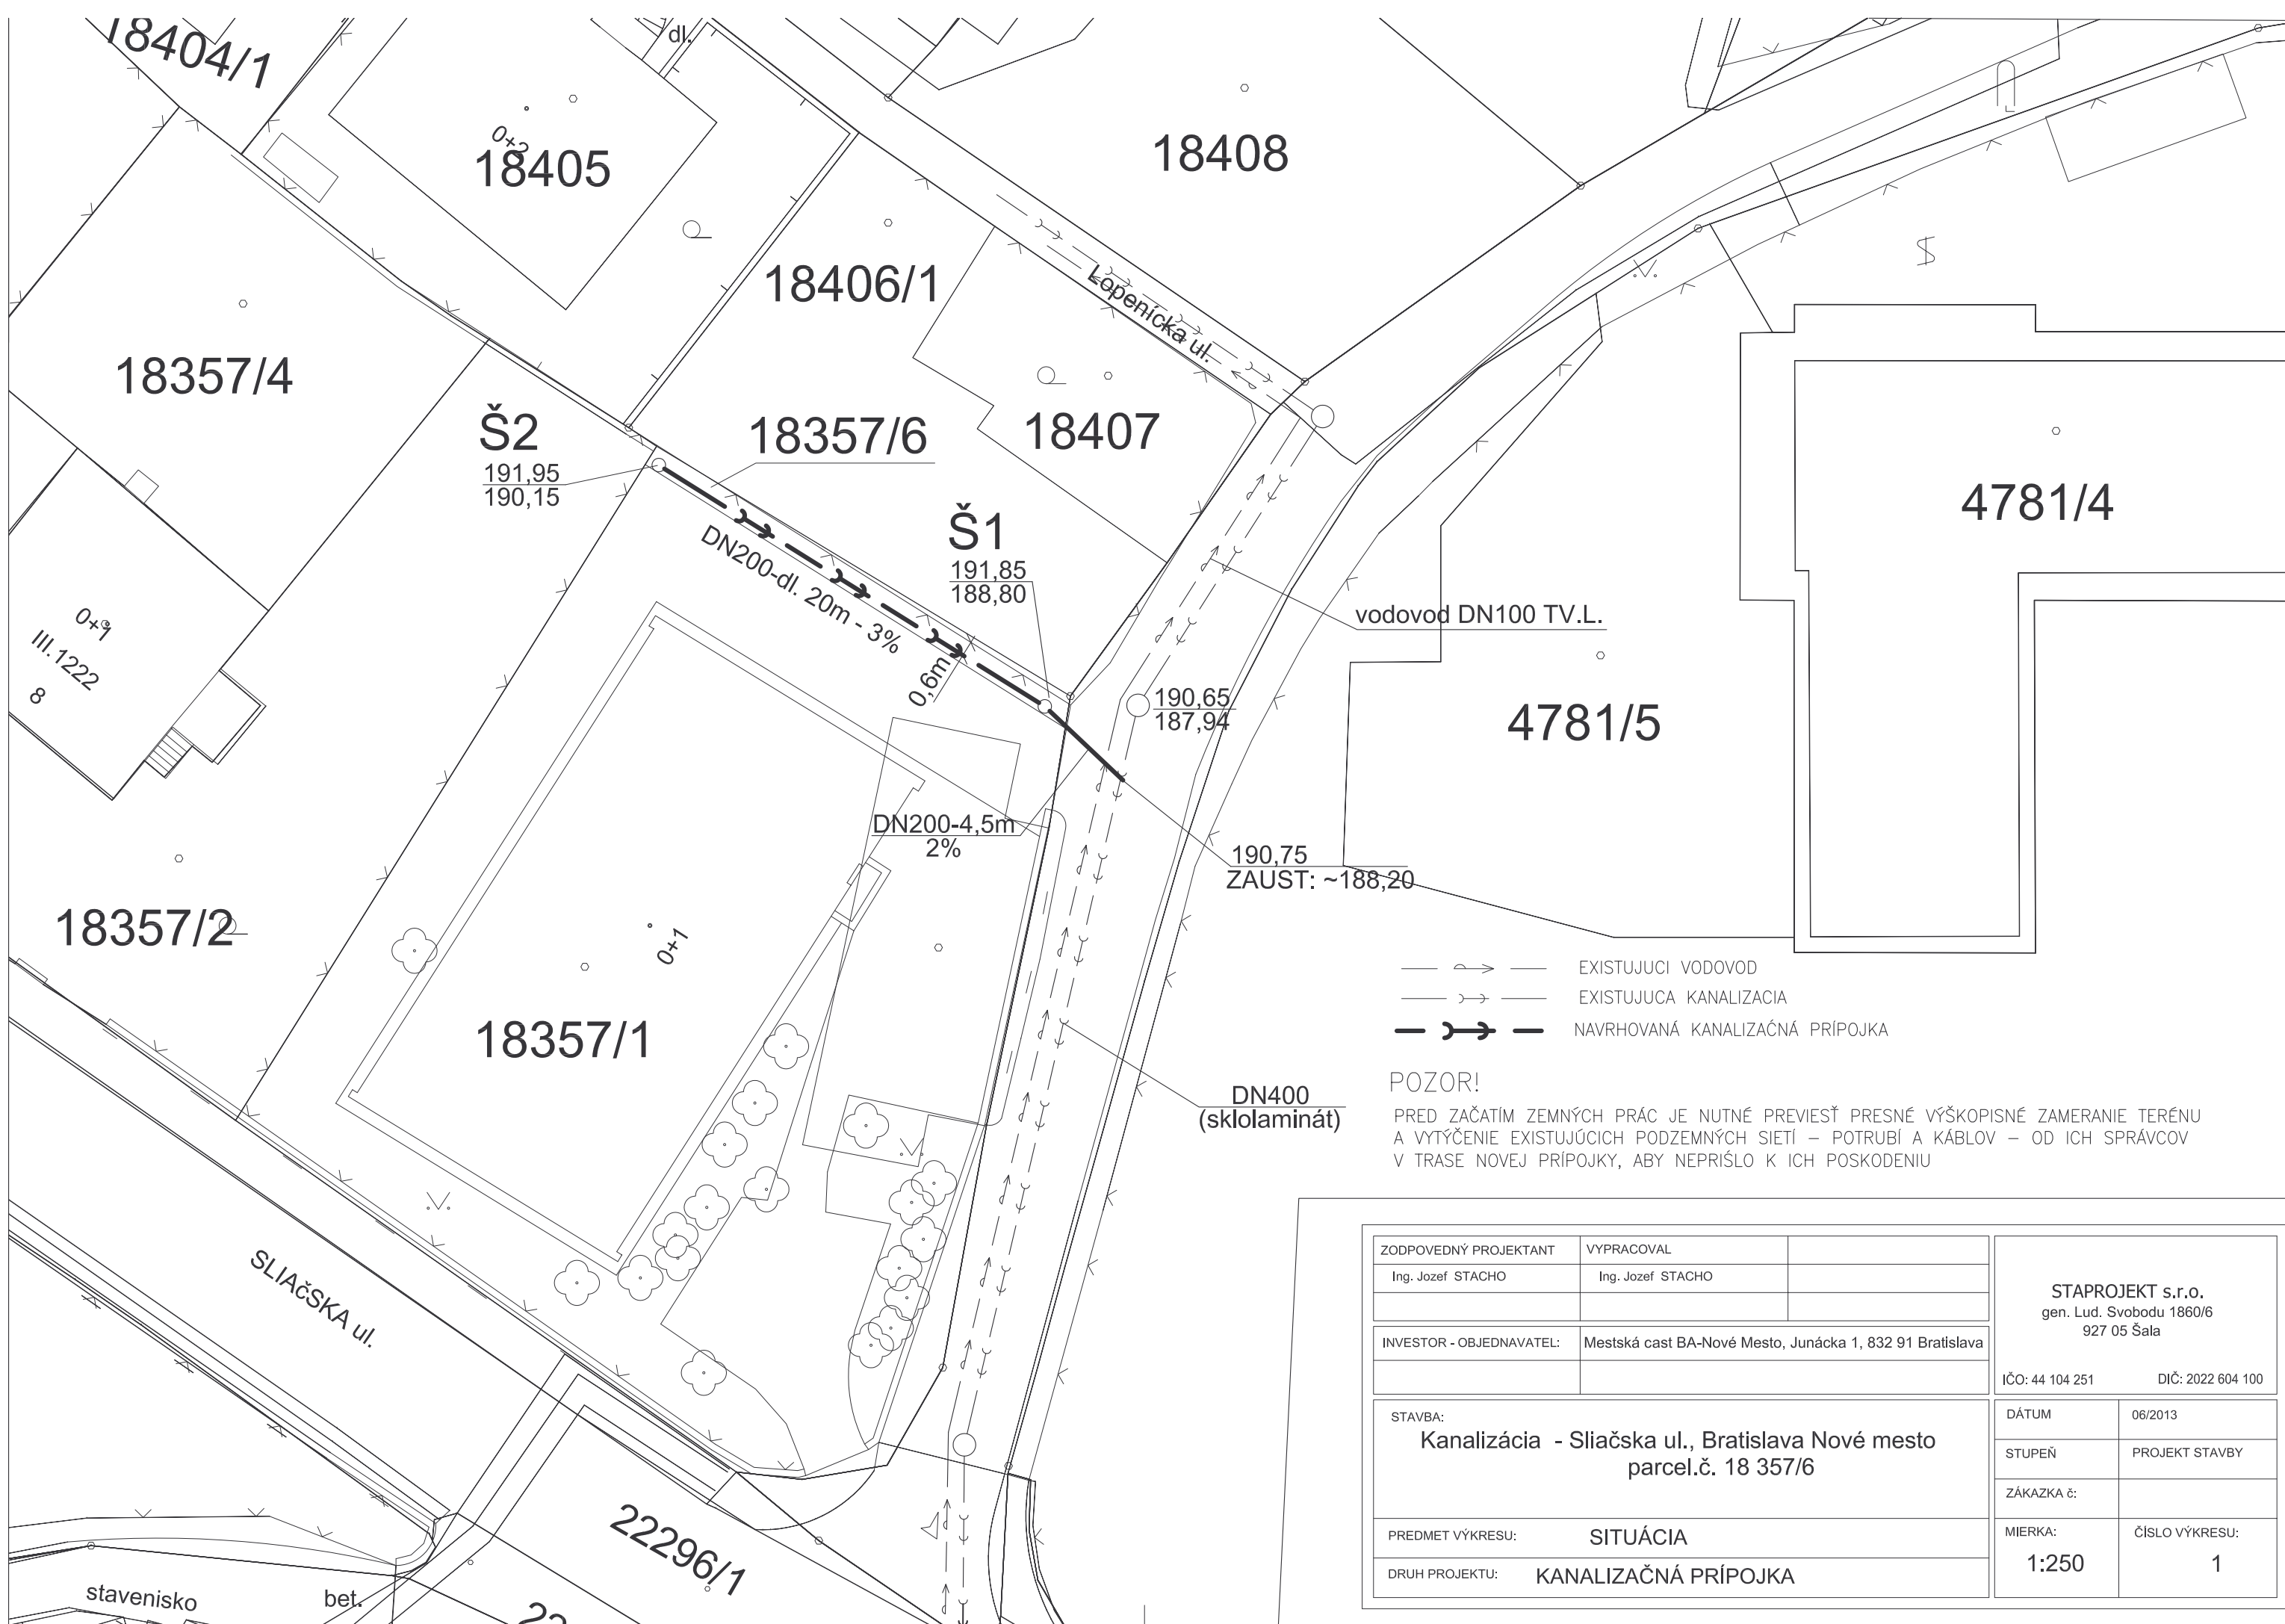 18404/1
dl.
0+2
18405
18408
18406/1
Lopenícka ul.
18357/4
Š2
191,95
190,15
18357/6
18407
4781/4
Š1
191,85
188,80
DN200-dl. 20m - 3%
0,6m
vodovod DN100 TV.L.
0+1
III.1222
8
190,65
187,94
4781/5
DN200-4,5m
2%
190,75
ZAUST: ~188,20
18357/2
0+1
18357/1
EXISTUJUCI VODOVOD
EXISTUJUCA KANALIZACIA
NAVRHOVANÁ KANALIZAČNÁ PRÍPOJKA
DN400
(sklolaminát)
POZOR!
PRED ZAČATÍM ZEMNÝCH PRÁC JE NUTNÉ PREVIESŤ PRESNÉ VÝŠKOPISNÉ ZAMERANIE TERÉNU
A VYTÝČENIE EXISTUJÚCICH PODZEMNÝCH SIETÍ – POTRUBÍ A KÁBLOV – OD ICH SPRÁVCOV
V TRASE NOVEJ PRÍPOJKY, ABY NEPRIŠLO K ICH POSKODENIU
SLIAčSKA ul.
22296/1
stavenisko
bet.
22
ZODPOVEDNÝ PROJEKTANT
VYPRACOVAL
Ing. Jozef STACHO
Ing. Jozef STACHO
STAPROJEKT s.r.o.
gen. Lud. Svobodu 1860/6
927 05 Šala
IČO: 44 104 251
DIČ: 2022 604 100
INVESTOR - OBJEDNAVATEL:
Mestská cast BA-Nové Mesto, Junácka 1, 832 91 Bratislava
STAVBA:
Kanalizácia - Sliačska ul., Bratislava Nové mesto
parcel.č. 18 357/6
DÁTUM
06/2013
STUPEŇ
PROJEKT STAVBY
ZÁKAZKA č:
PREDMET VÝKRESU:
SITUÁCIA
MIERKA:
1:250
ČÍSLO VÝKRESU:
1
DRUH PROJEKTU:
KANALIZAČNÁ PRÍPOJKA